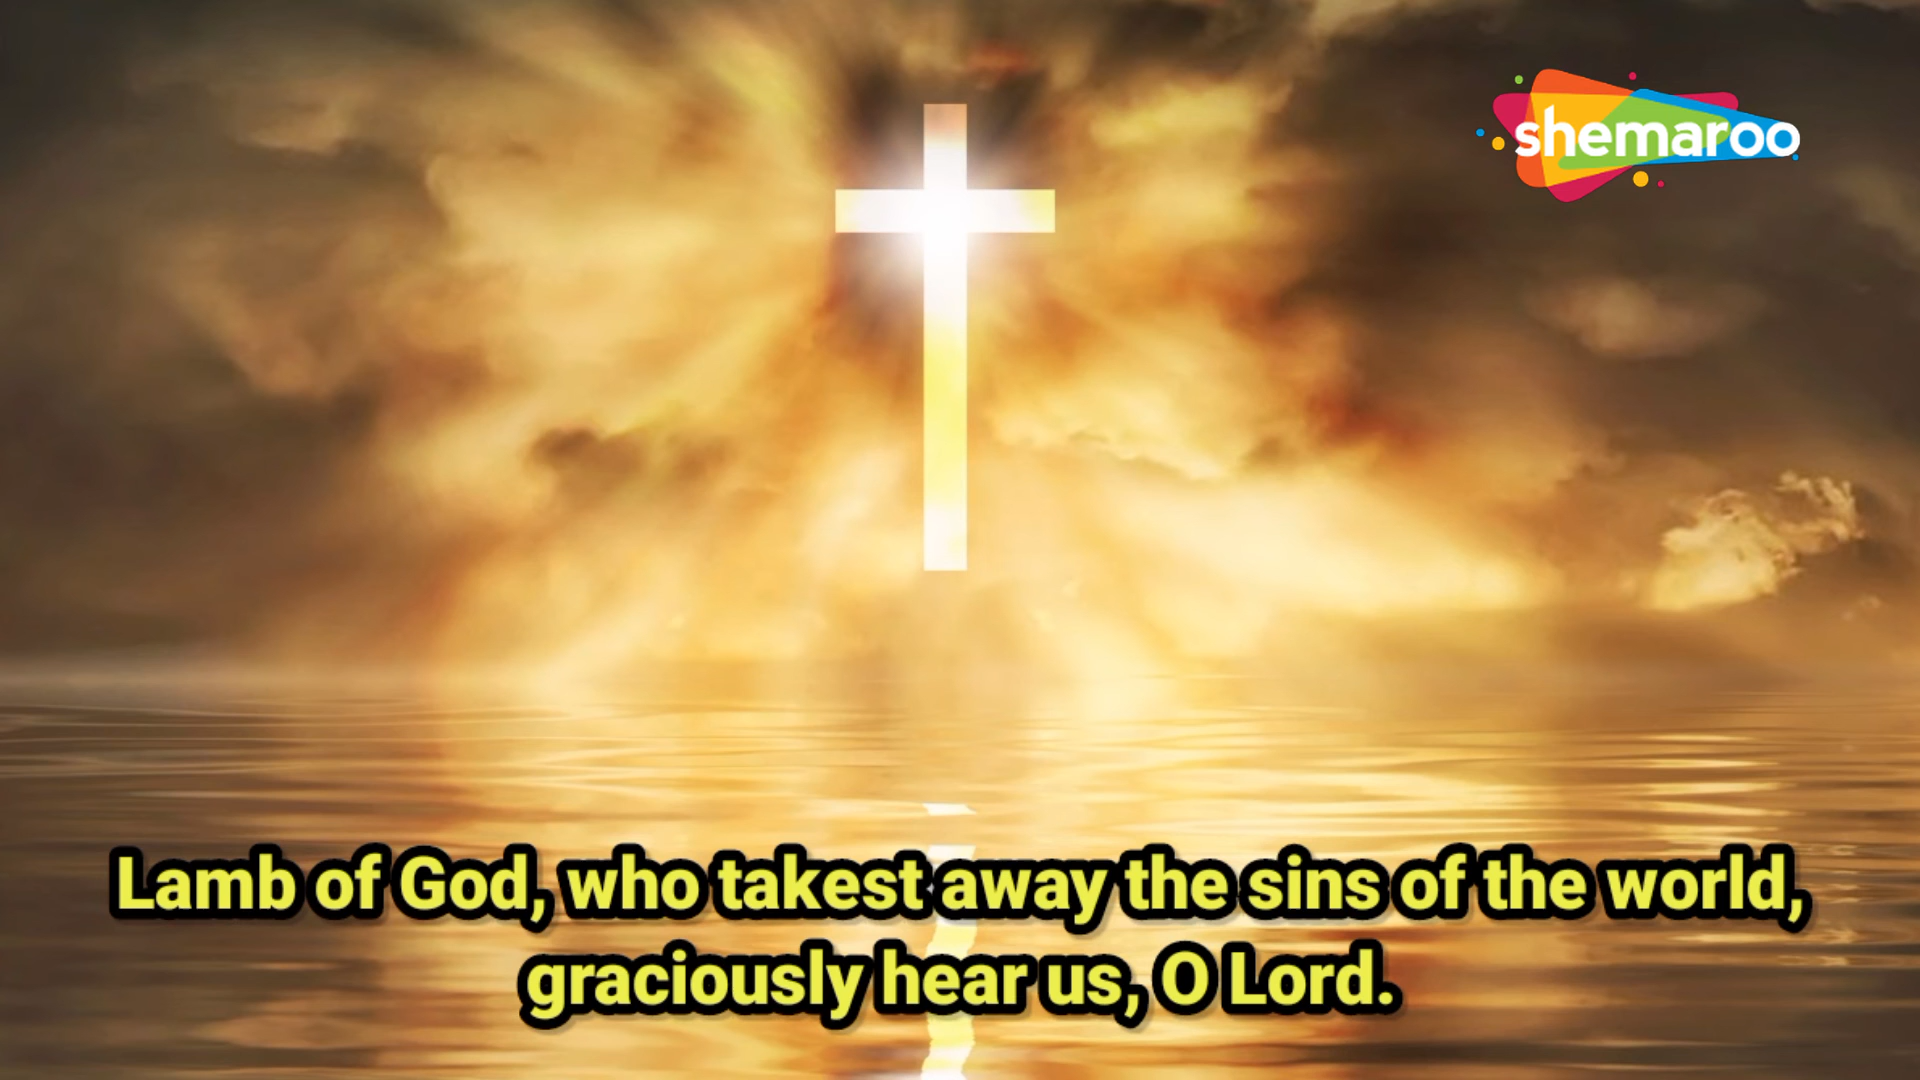 shemaroo
Lamb of God, who takest away the sins of the world,
graciously hear us, O Lord.